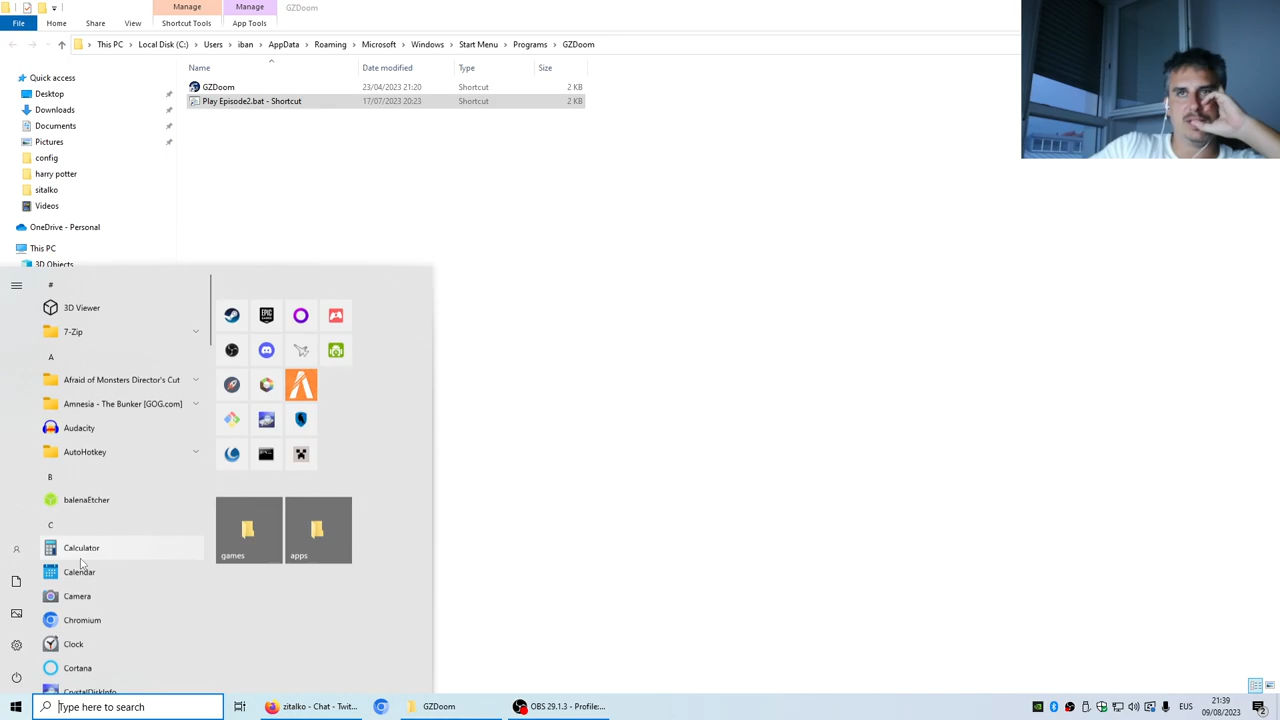 Manage
Manage
GZDoom
File
Home
Share
View
Shortcut Tools
App Tools
This PC
Local Disk (C:)
Users
iban
AppData
Roaming
Microsoft
Windows
Start Menu
Programs
GZDoom
Name
Date modified
Type
Size
GZDoom
23/04/2023 21:20
Shortcut
2 KB
Play Episode2.bat - Shortcut
17/07/2023 20:23
Shortcut
2 KB
Quick access
Desktop
Downloads
Documents
Pictures
config
harry potter
sitalko
Videos
OneDrive - Personal
This PC
3D Objects
#
3D Viewer
7-Zip
A
Afraid of Monsters Director's Cut
Amnesia - The Bunker [GOG.com]
Audacity
AutoHotkey
B
balenaEtcher
C
Calculator
Calendar
Camera
Chromium
Clock
Cortana
CrystalDiskInfo
EPIC
GAMES
games
apps
Type here to search
zitalko - Chat - Twit...
GZDoom
OBS 29.1.3 - Profile:...
EUS
21:39
09/08/2023
2